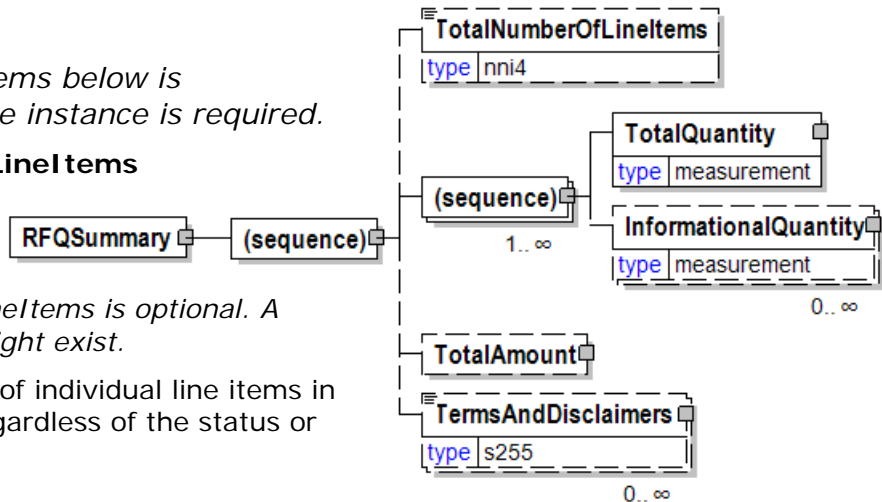 ems below is
e instance is required.
LineItems
neItems is optional. A
ight exist.
of individual line items in
gardless of the status or
RFQSummary
(sequence)
TotalNumberOfLineItems
type nni4
(sequence)
1.. ∞
TotalQuantity
type measurement
InformationalQuantity
type measurement
0.. ∞
TotalAmount
TermsAndDisclaimers
type s255
0.. ∞